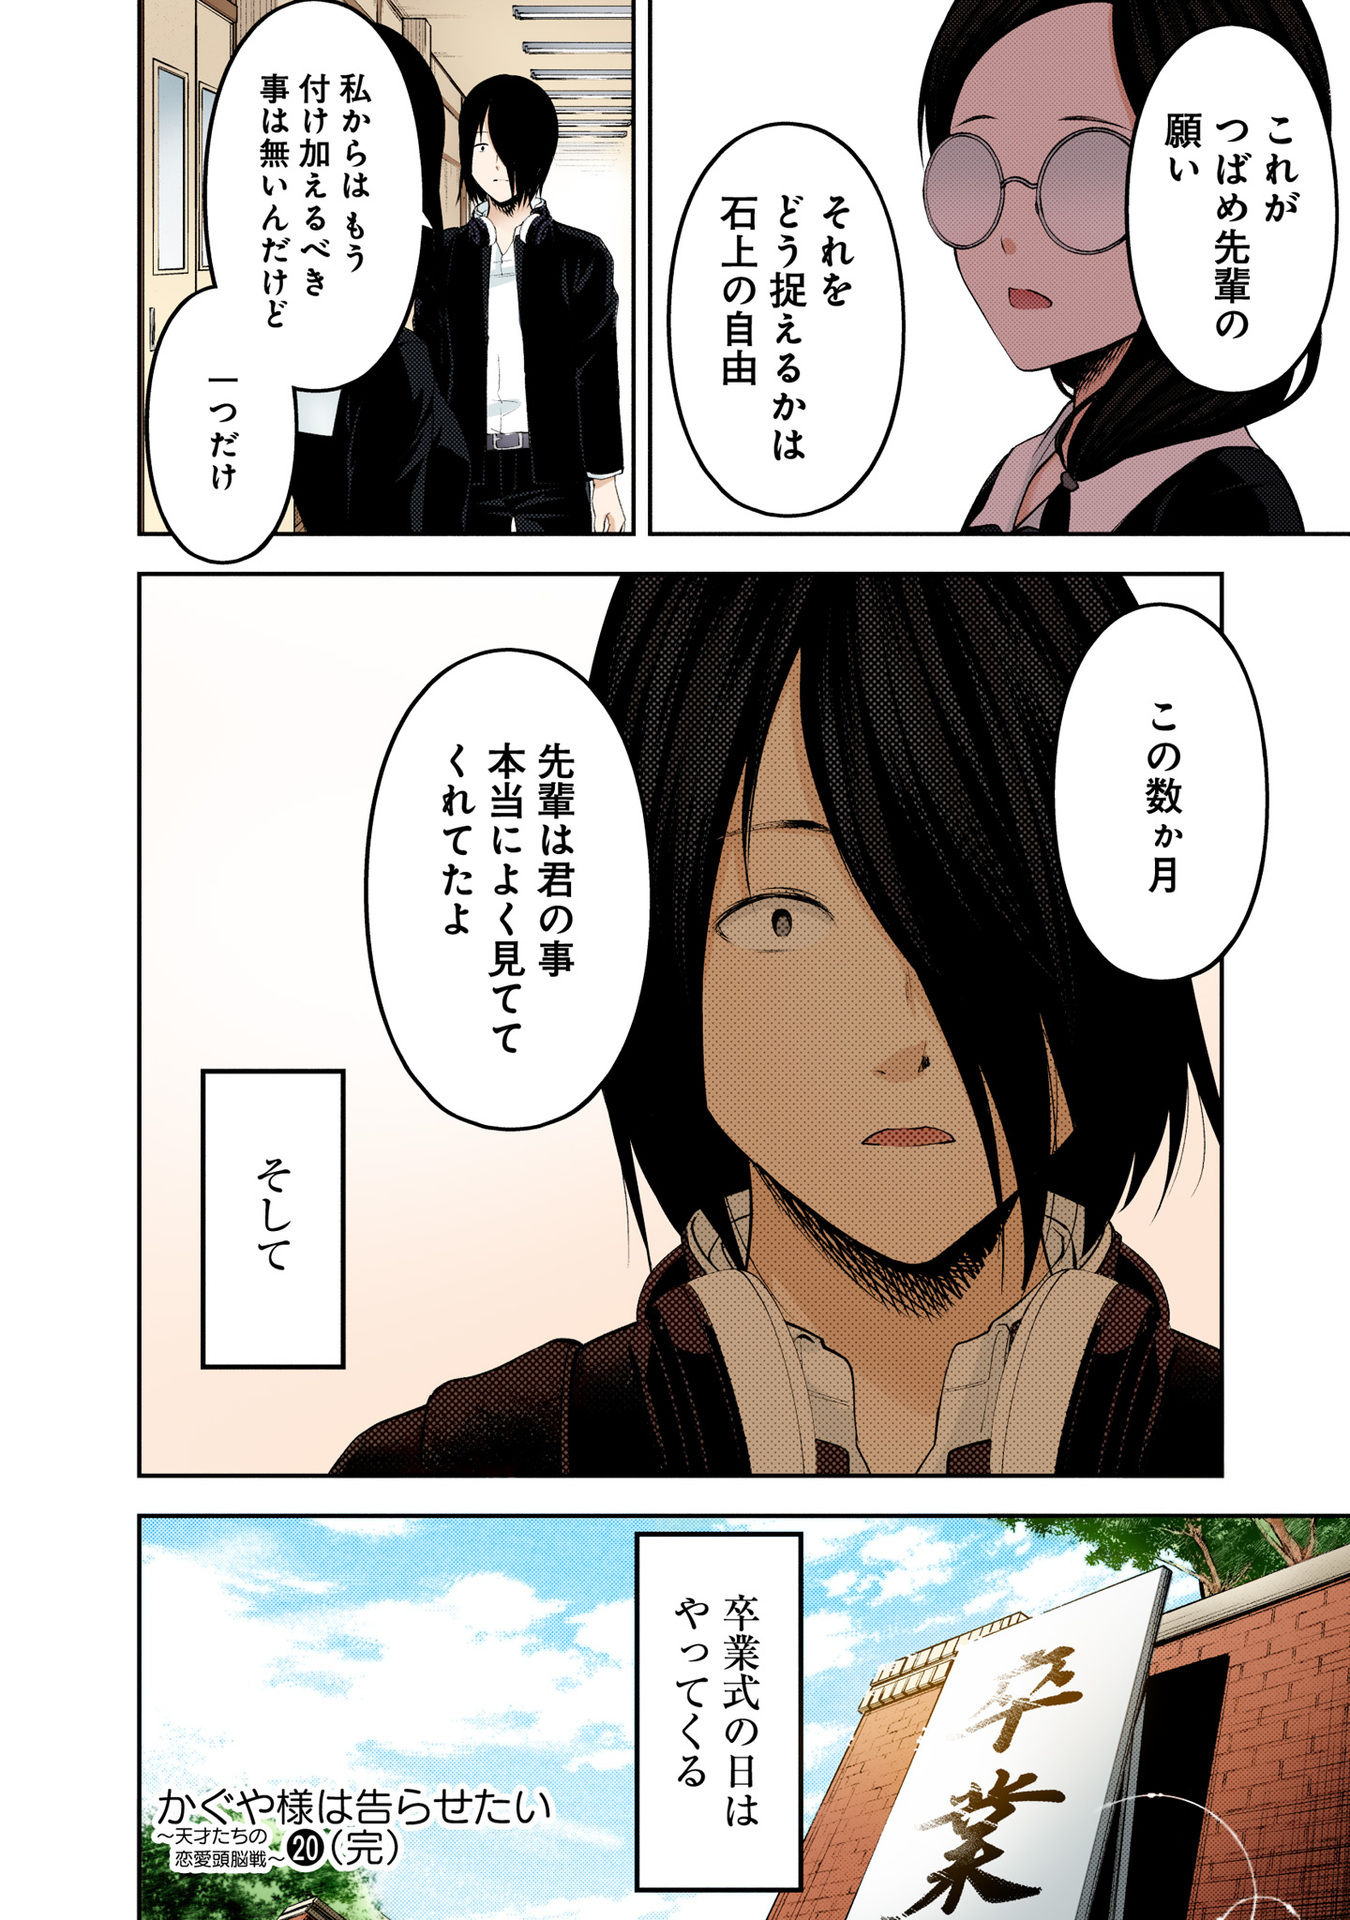 これが
つばめ先輩の
願い
それを
どう捉えるかは
石上の自由
私からはもう
付け加えるべき
事は無いんだけど
一つだけ
この数か月
先輩は君の事
本当によく見てて
くれてたよ
そして
卒業式の日は
やってくる
卒業
かぐや様は告らせたい
～天才たちの
恋愛頭脳戦～
20(完)